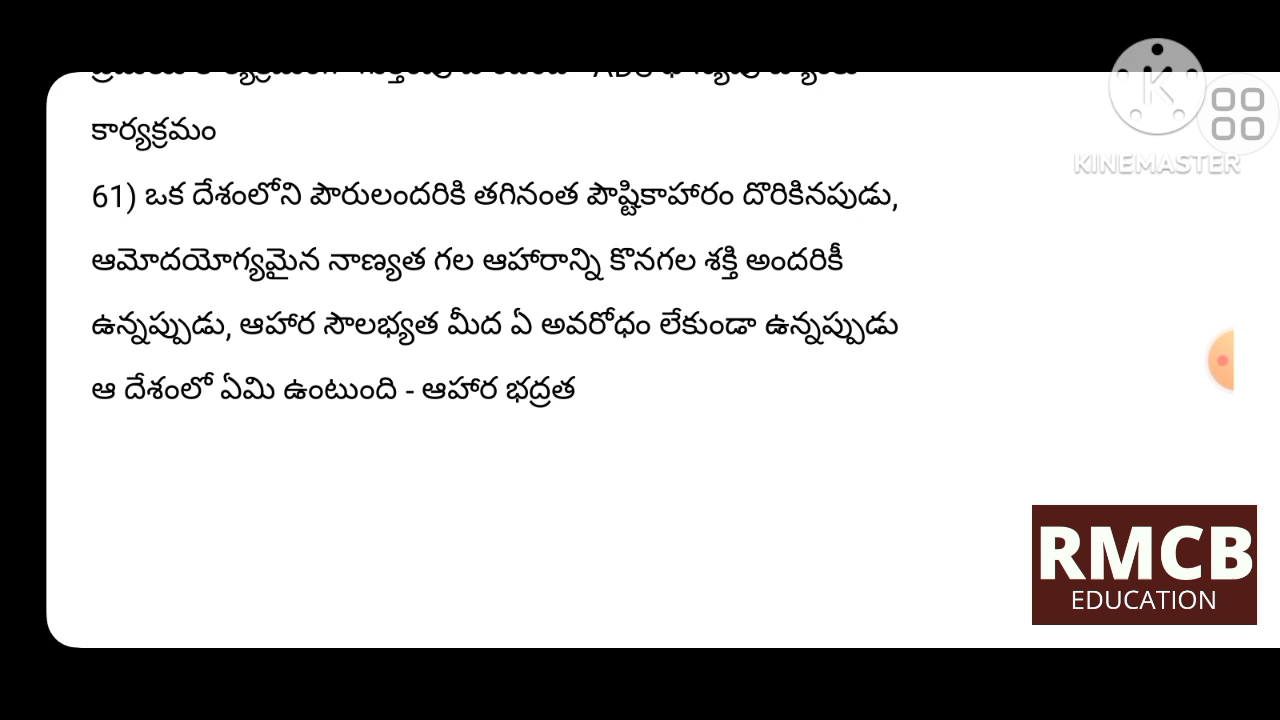 కార్యక్రమం
61) ఒక దేశంలోని పౌరులందరికి తగినంత పౌష్టికాహారం దొరికినపుడు,
ఆమోదయోగ్యమైన నాణ్యత గల ఆహారాన్ని కొనగల శక్తి అందరికీ
ఉన్నప్పుడు, ఆహార సౌలభ్యత మీద ఏ అవరోధం లేకుండా ఉన్నప్పుడు
ఆ దేశంలో ఏమి ఉంటుంది - ఆహార భద్రత
K
KINEMASTER
RMCB
EDUCATION